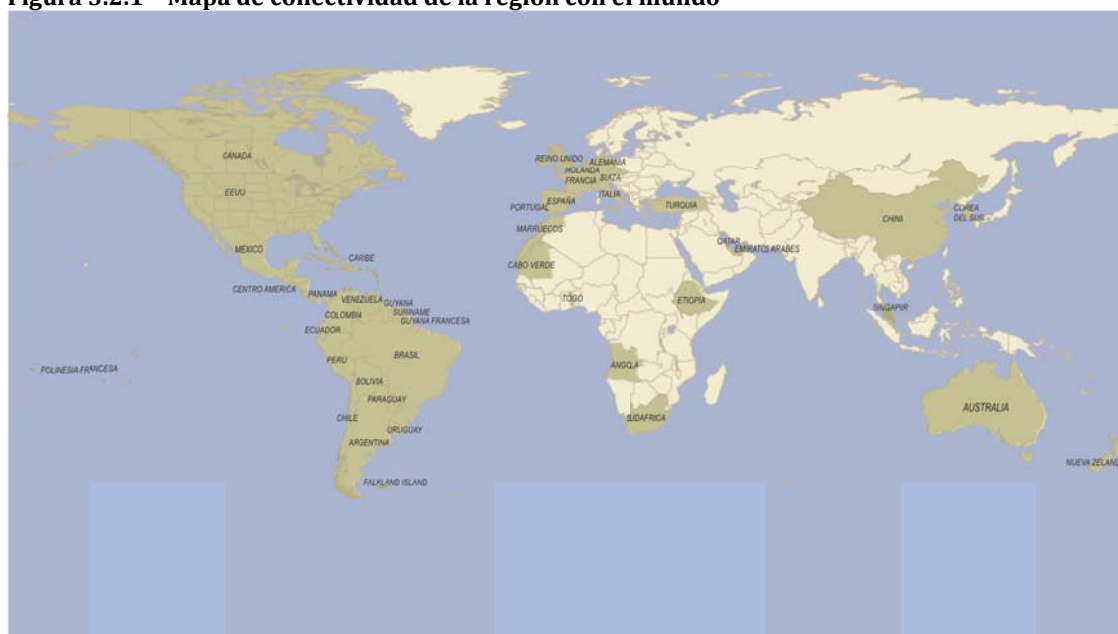 Figura 3.2.1 – Mapa de conectividad de la región con el mundo
CANADA
EEUU
MEXICO
CARIBE
CENTRO AMERICA
PANAMA
VENEZUELA
GUYANA
SURINAME
GUYANA FRANCESA
COLOMBIA
ECUADOR
PERU
BRASIL
BOLIVIA
PARAGUAY
CHILE
URUGUAY
ARGENTINA
FALKLAND ISLAND
POLINESIA FRANCESA
REINO UNIDO
ALEMANIA
HOLANDA
FRANCIA
SUIZA
ITALIA
ESPAÑA
PORTUGAL
TURQUIA
MARRUECOS
CABO VERDE
TOGO
ETIOPIA
ANGOLA
SUDAFRICA
QATAR
EMIRATOS ARABES
CHINA
COREA
DEL SUR
SINGAPIR
AUSTRALIA
NUEVA ZELAND